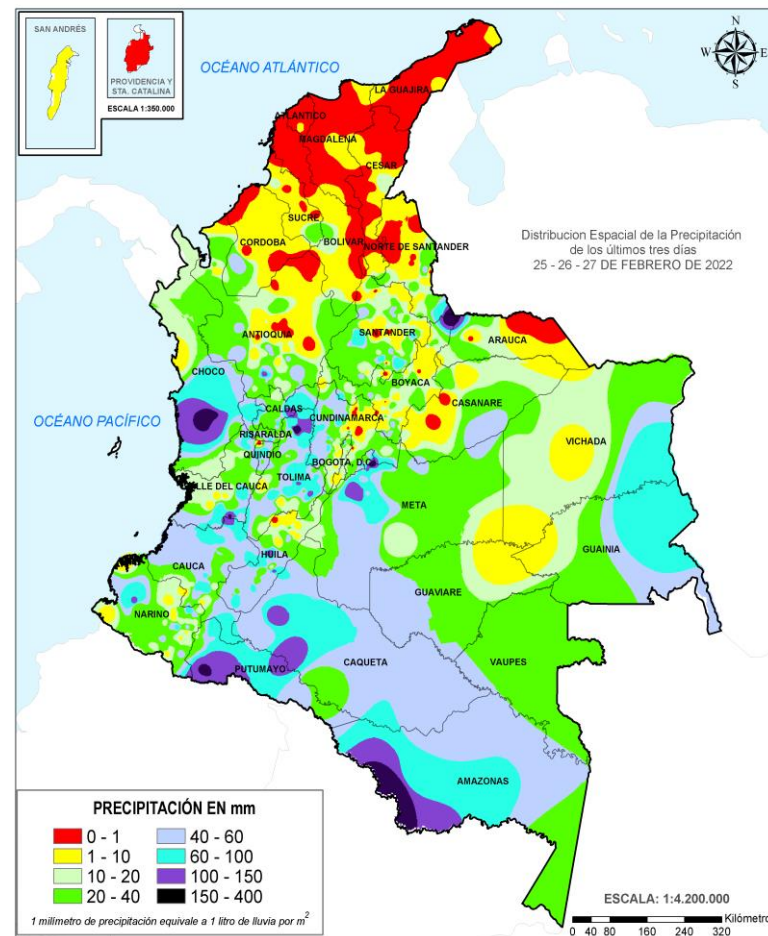 SAN ANDRÉS
PROVIDENCIA Y
STA. CATALINA
ESCALA 1:350.000
OCÉANO ATLÁNTICO
N
W
E
S
LA GUAJIRA
ATLANTICO
MAGDALENA
CESAR
SUCRE
CORDOBA
BOLIVAR
NORTE DE SANTANDER
Distribucion Espacial de la Precipitación
de los últimos tres días
25 - 26 - 27 DE FEBRERO DE 2022
ANTIOQUIA
SANTANDER
ARAUCA
CHOCO
BOYACA
OCÉANO PACÍFICO
CALDAS
CUNDINAMARCA
CASANARE
RISARALDA
VICHADA
QUINDIO
BOGOTA, D.C.
VALLE DEL CAUCA
TOLIMA
META
GUAINIA
CAUCA
HUILA
GUAVIARE
NARINO
VAUPES
PUTUMAYO
CAQUETA
AMAZONAS
PRECIPITACIÓN EN mm
0 - 1
40 - 60
1 - 10
60 - 100
10 - 20
100 - 150
20 - 40
150 - 400
1 milímetro de precipitación equivale a 1 litro de lluvia por m²
ESCALA: 1:4.200.000
Kilómetro
0 40 80 160 240 320